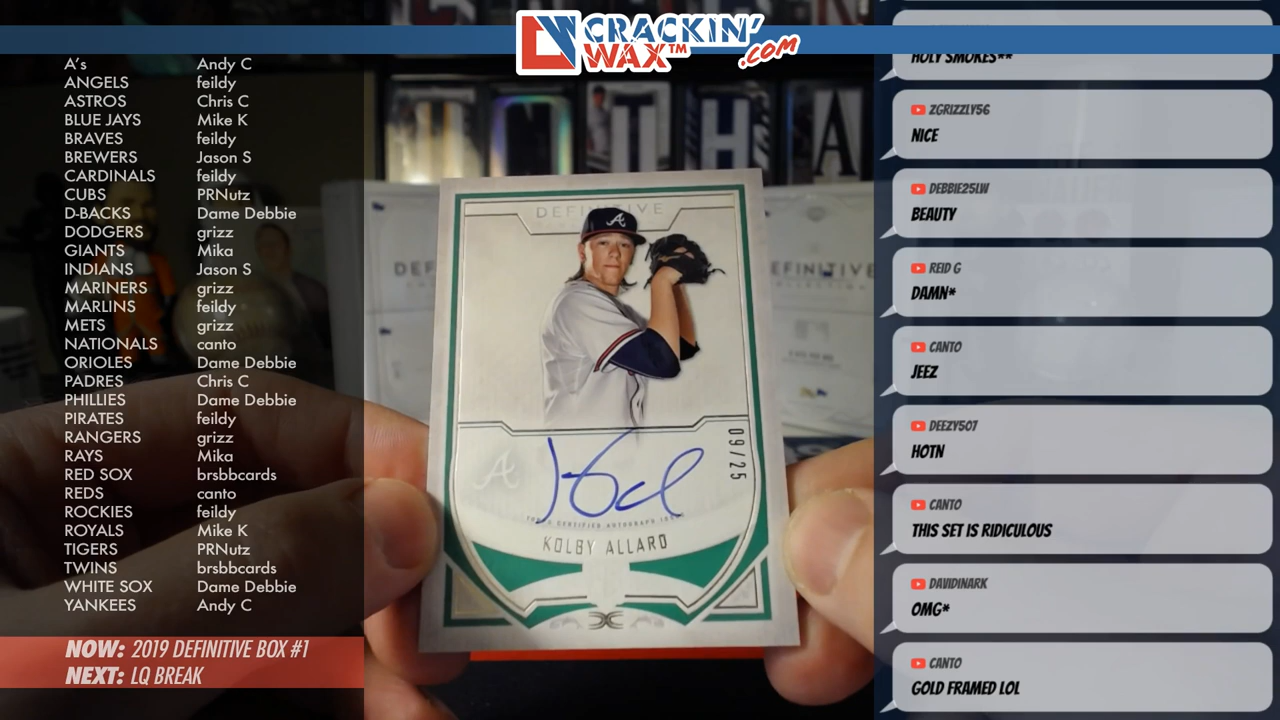 CRACKIN'
WAX™
.COM
A's Andy C
ANGELS feildy
ASTROS Chris C
BLUE JAYS Mike K
BRAVES feildy
BREWERS Jason S
CARDINALS feildy
CUBS PRNutz
D-BACKS Dame Debbie
DODGERS grizz
GIANTS Mika
INDIANS Jason S
MARINERS grizz
MARLINS feildy
METS grizz
NATIONALS canto
ORIOLES Dame Debbie
PADRES Chris C
PHILLIES Dame Debbie
PIRATES feildy
RANGERS grizz
RAYS Mika
RED SOX brsbbcards
REDS canto
ROCKIES feildy
ROYALS Mike K
TIGERS PRNutz
TWINS brsbbcards
WHITE SOX Dame Debbie
YANKEES Andy C
NOW: 2019 DEFINITIVE BOX #1
NEXT: LQ BREAK
DEFINITIVE
A
09/25
A
TOPPS CERTIFIED AUTOGRAPH ISSUE
KOLBY ALLARD
HOLY SMOKES**
ZGRIZZLY56
NICE
DEBBIE25LW
BEAUTY
REID G
DAMN*
CANTO
JEEZ
DEEZY507
HOTN
CANTO
THIS SET IS RIDICULOUS
DAVIDINARK
OMG*
CANTO
GOLD FRAMED LOL